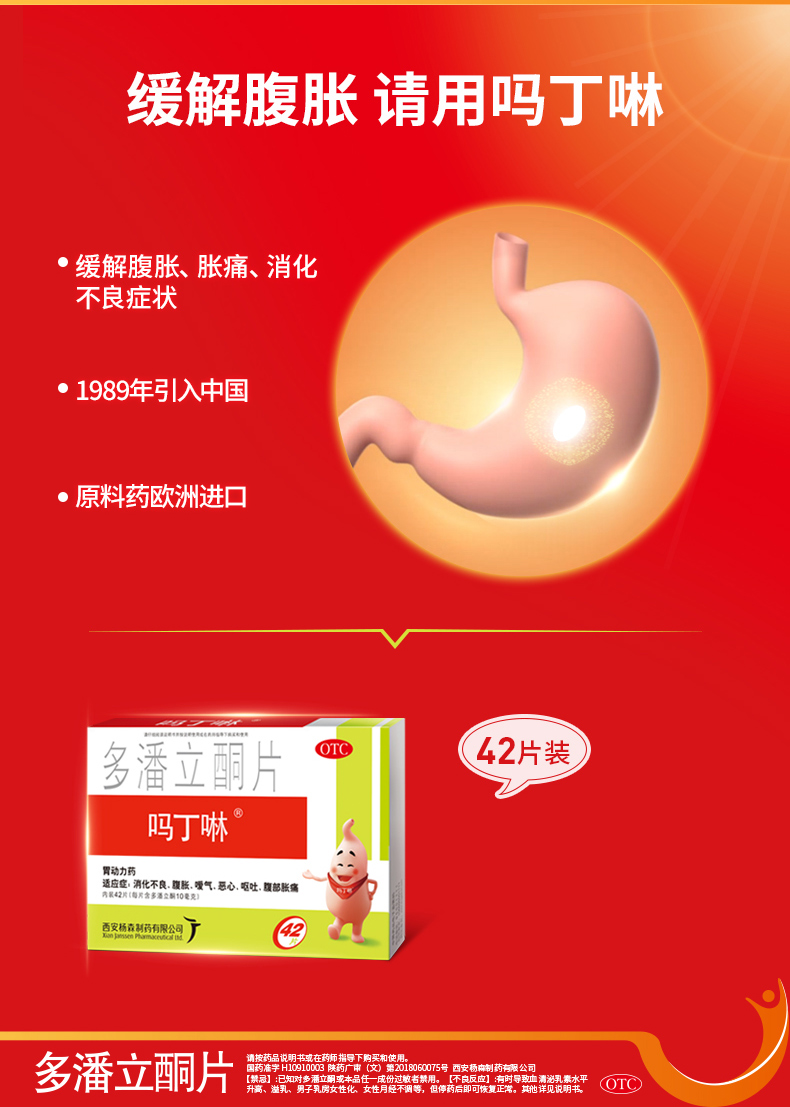 缓解腹胀 请用吗丁啉
缓解腹胀、胀痛、消化
不良症状
1989年引入中国
原料药欧洲进口
吗丁啉
OTC
多潘立酮片
吗丁啉®
胃动力药
适应症：消化不良、腹胀、嗳气、恶心、呕吐、腹部胀痛
内装42片(每片含多潘立酮10毫克)
吗丁啉
西安杨森制药有限公司
Xian Janssen Pharmaceutical Ltd.
42片
42片装
多潘立酮片
请按药品说明书或在药师指导下购买和使用。
国药准字 H10910003 陕药广审（文）第2018060075号 西安杨森制药有限公司
【禁忌】:已知对多潘立酮或本品任一成份过敏者禁用。【不良反应】:有时导致血清泌乳素水平
升高、溢乳、男子乳房女性化、女性月经不调等，但停药后即可恢复正常。其他详见说明书。
OTC